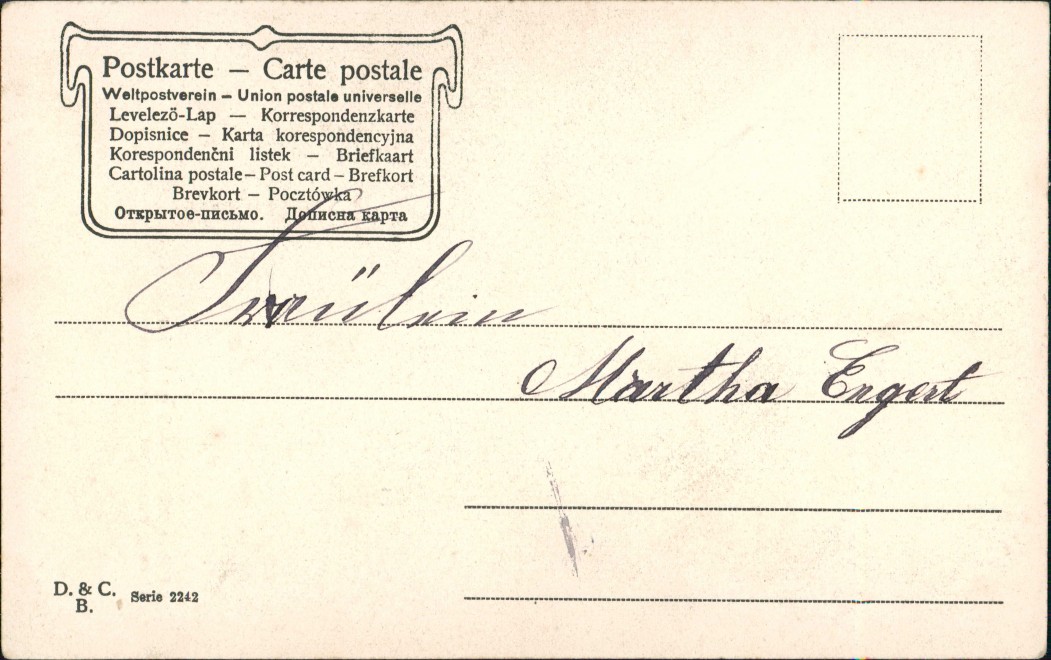 Postkarte — Carte postale
Weltpostverein – Union postale universelle
Levelező-Lap — Korrespondenzkarte
Dopisnice — Karta korespondencyjna
Korespondenčni listek — Briefkaart
Cartolina postale – Post card – Brefkort
Brevkort — Pocztówka
Открытое-письмо. Дописна карта
Fräulein
Martha Engert
D. & C.
B.
Serie 2242